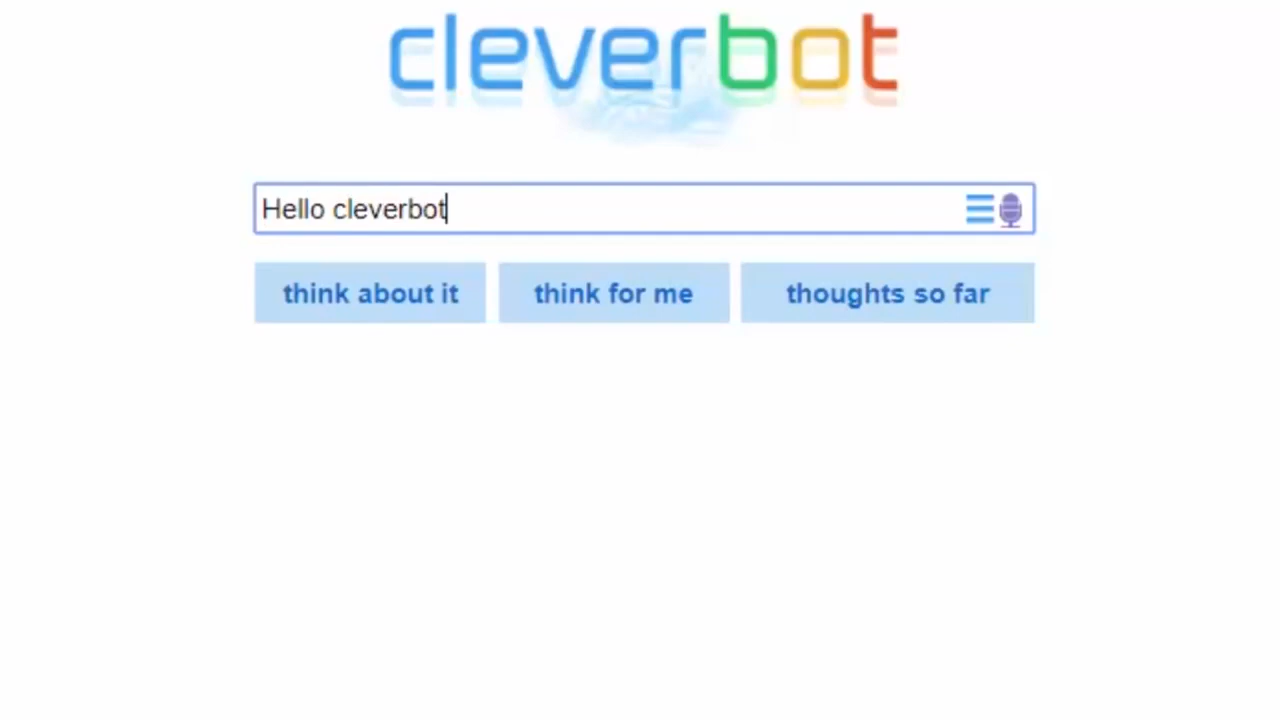 cleverbot
Hello cleverbot
think about it
think for me
thoughts so far